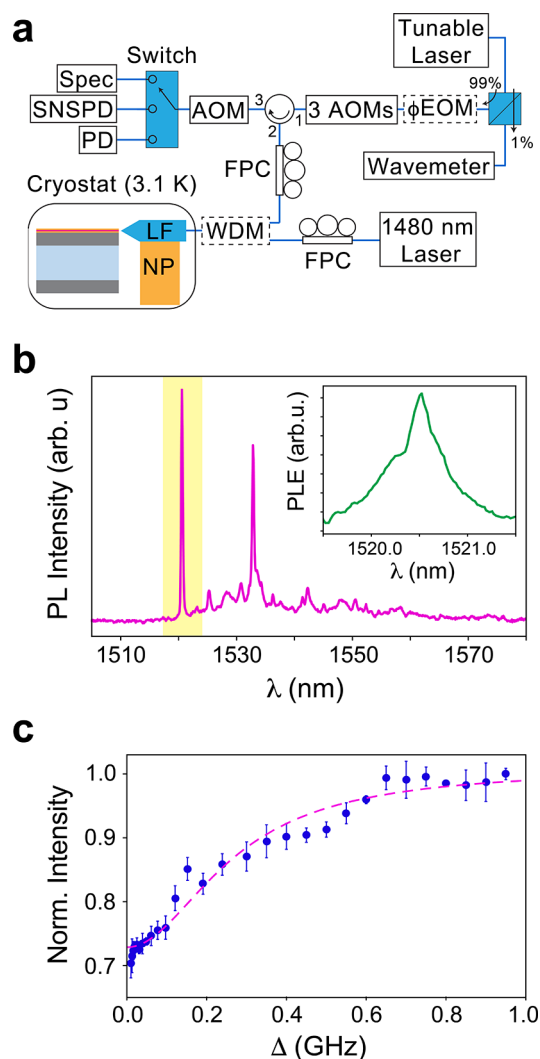 a
Switch
Tunable
Laser
Spec
SNSPD
PD
AOM
3
1
2
3 AOMs
ϕEOM
99%
1%
FPC
Wavemeter
Cryostat (3.1 K)
LF
NP
WDM
FPC
1480 nm
Laser
b
PL Intensity (arb. u)
PLE (arb.u.)
1520.0 1521.0
λ (nm)
1510 1530 1550 1570
λ (nm)
c
Norm. Intensity
1.0
0.9
0.8
0.7
0.0 0.2 0.4 0.6 0.8 1.0
Δ (GHz)